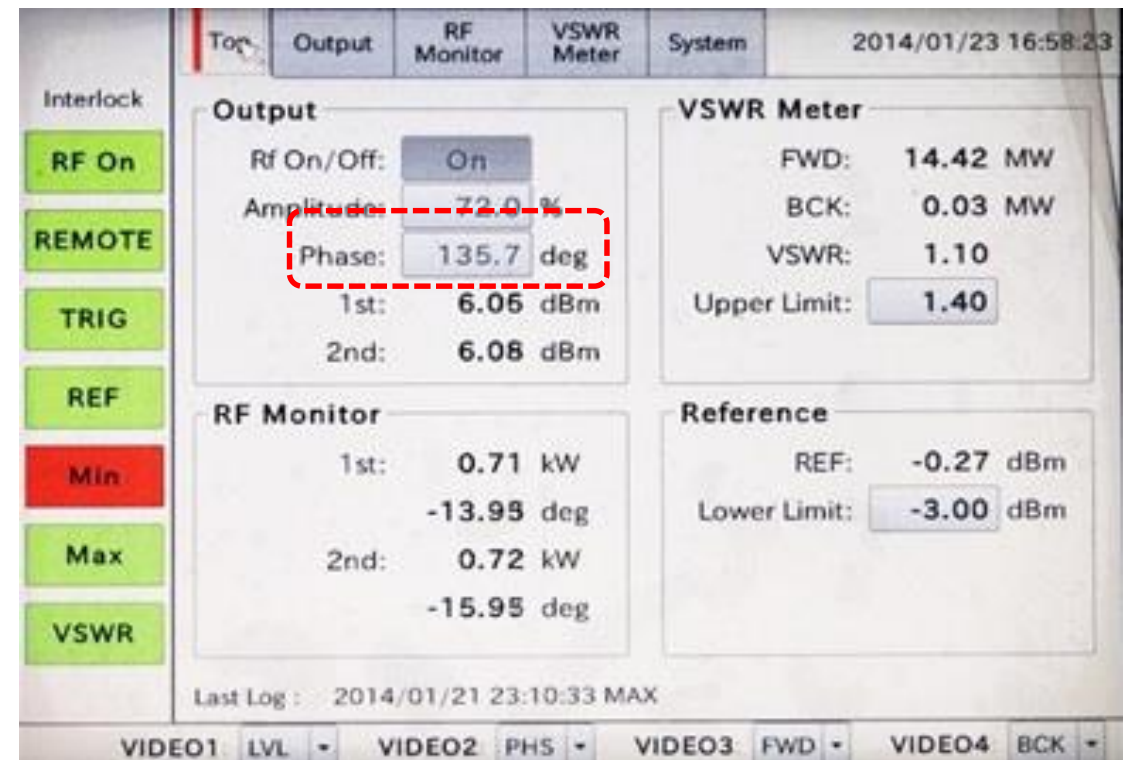 Top Output RF Monitor VSWR Meter System 2014/01/23 16:58:23
Interlock
RF On
REMOTE
TRIG
REF
Min
Max
VSWR
Output
Rf On/Off: On
Amplitude: 72.0 %
Phase: 135.7 deg
1st: 6.06 dBm
2nd: 6.08 dBm
VSWR Meter
FWD: 14.42 MW
BCK: 0.03 MW
VSWR: 1.10
Upper Limit: 1.40
RF Monitor
1st: 0.71 kW
-13.95 deg
2nd: 0.72 kW
-15.95 deg
Reference
REF: -0.27 dBm
Lower Limit: -3.00 dBm
Last Log : 2014/01/21 23:10:33 MAX
VIDEO1 LVL VIDEO2 PHS VIDEO3 FWD VIDEO4 BCK